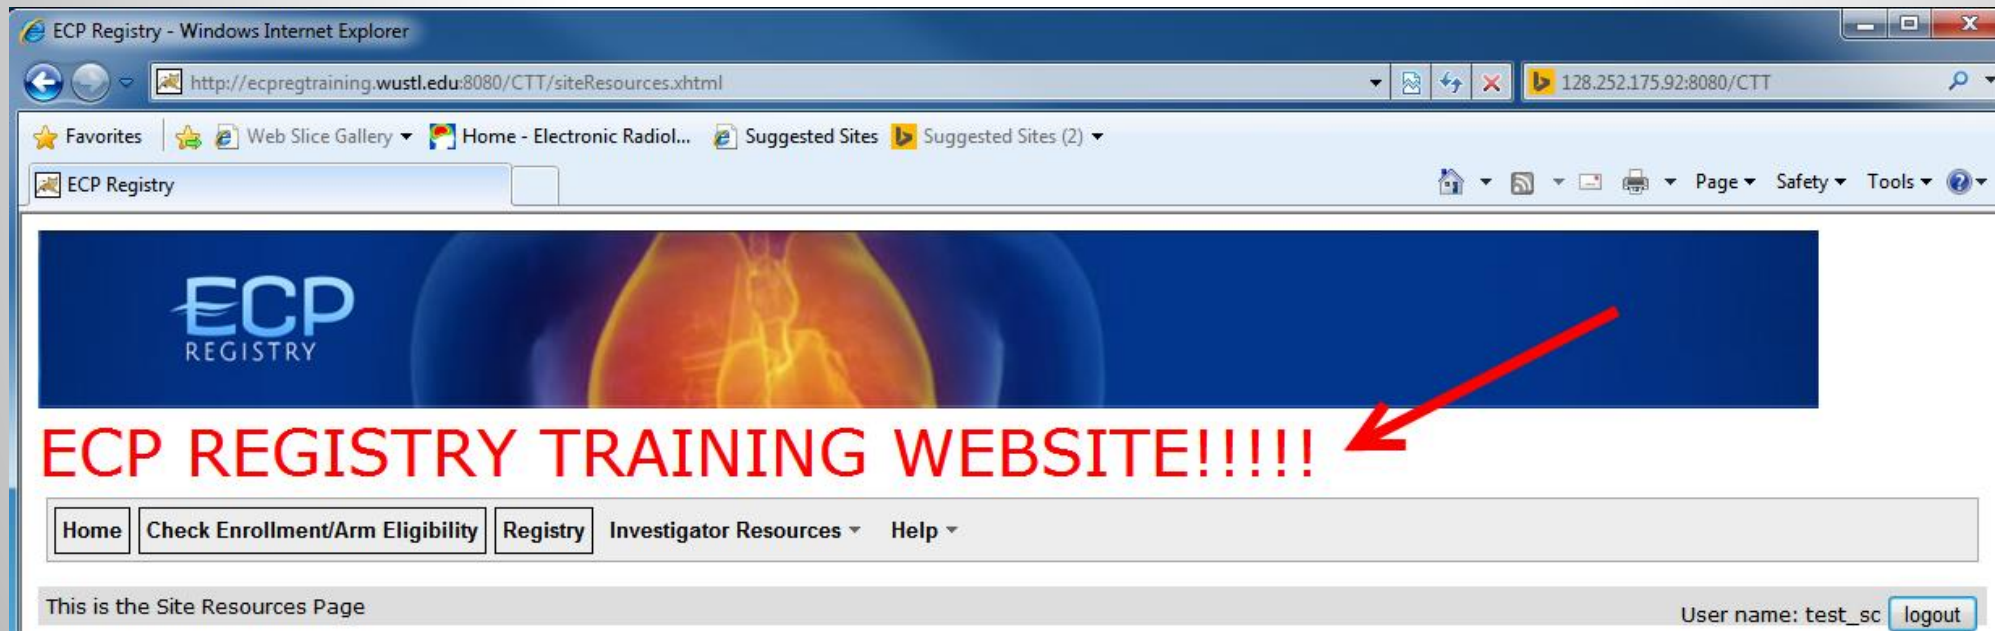 ECP Registry - Windows Internet Explorer
http://ecpregtraining.wustl.edu:8080/CTT/siteResources.xhtml 128.252.175.92:8080/CTT
Favorites Web Slice Gallery Home - Electronic Radiol... Suggested Sites Suggested Sites (2)
ECP Registry Page Safety Tools
ECP
REGISTRY
ECP REGISTRY TRAINING WEBSITE!!!!!
Home Check Enrollment/Arm Eligibility Registry Investigator Resources Help
This is the Site Resources Page
User name: test_sc logout